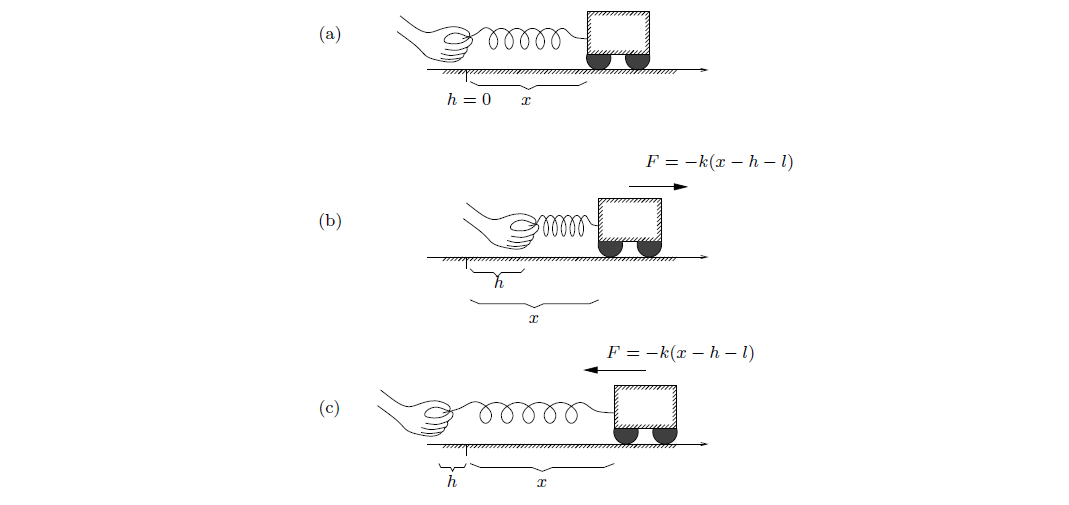 (a)
h = 0
x
F = −k(x − h − l)
(b)
h
x
F = −k(x − h − l)
(c)
h
x